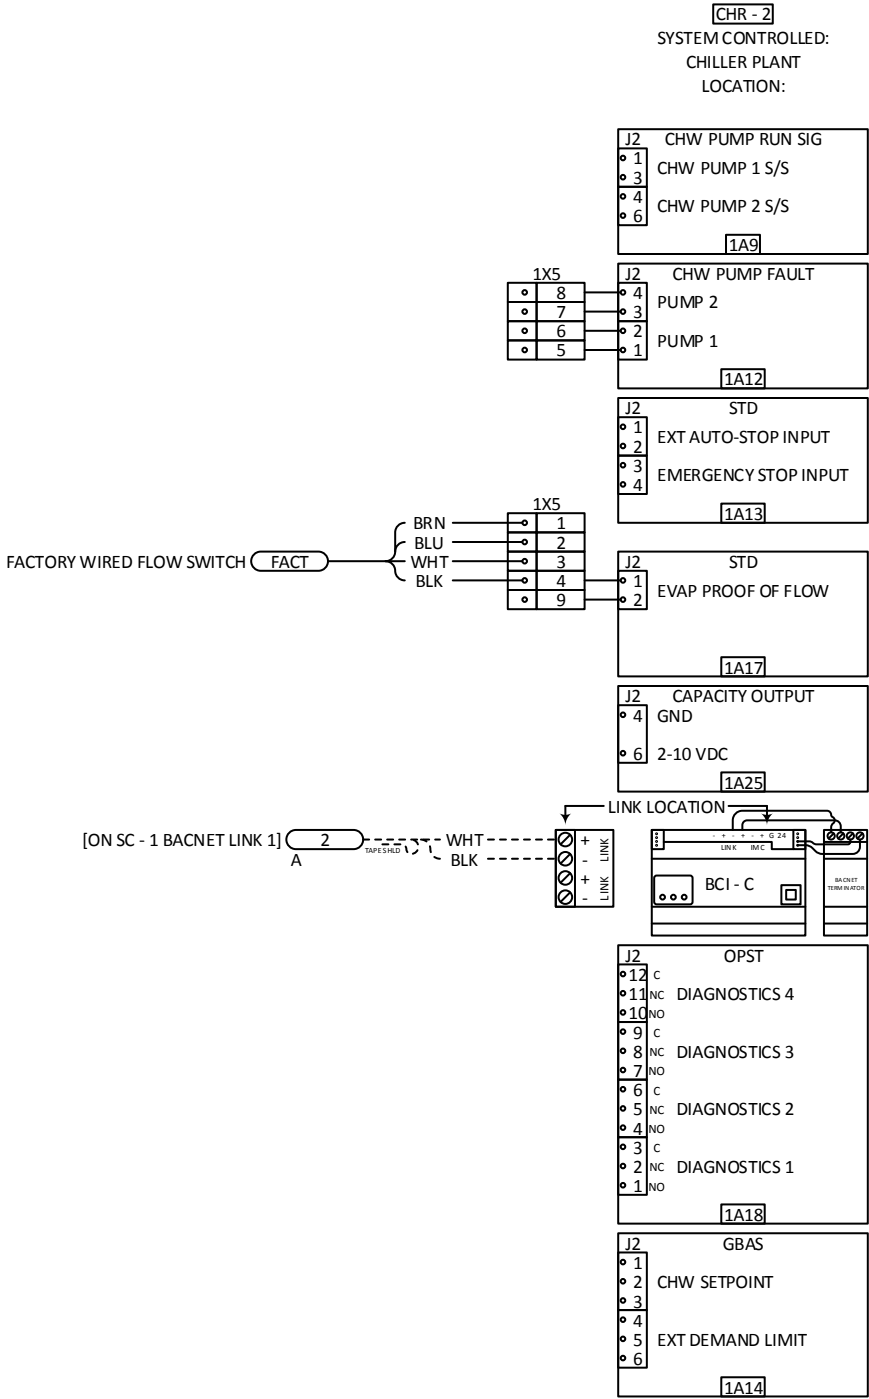 CHR - 2
SYSTEM CONTROLLED:
CHILLER PLANT
LOCATION:
J2 CHW PUMP RUN SIG
1
CHW PUMP 1 S/S
3
4
CHW PUMP 2 S/S
6
1A9
1X5 J2 CHW PUMP FAULT
8 4
PUMP 2
7 3
6 2
PUMP 1
5 1
1A12
J2 STD
1
EXT AUTO-STOP INPUT
2
3
EMERGENCY STOP INPUT
4
1A13
1X5
BRN 1
BLU 2
FACTORY WIRED FLOW SWITCH FACT WHT 3 J2 STD
BLK 4 1
EVAP PROOF OF FLOW
9 2
1A17
J2 CAPACITY OUTPUT
4 GND
6 2-10 VDC
1A25
LINK LOCATION
[ON SC - 1 BACNET LINK 1] 2 WHT + - + - + - + G 24
A TAPE SHLD BLK - LINK LINK IMC
+ BCI - C BACNET
- LINK TERMINATOR
J2 OPST
12 C
11 NC DIAGNOSTICS 4
10 NO
9 C
8 NC DIAGNOSTICS 3
7 NO
6 C
5 NC DIAGNOSTICS 2
4 NO
3 C
2 NC DIAGNOSTICS 1
1 NO
1A18
J2 GBAS
1
2 CHW SETPOINT
3
4
5 EXT DEMAND LIMIT
6
1A14